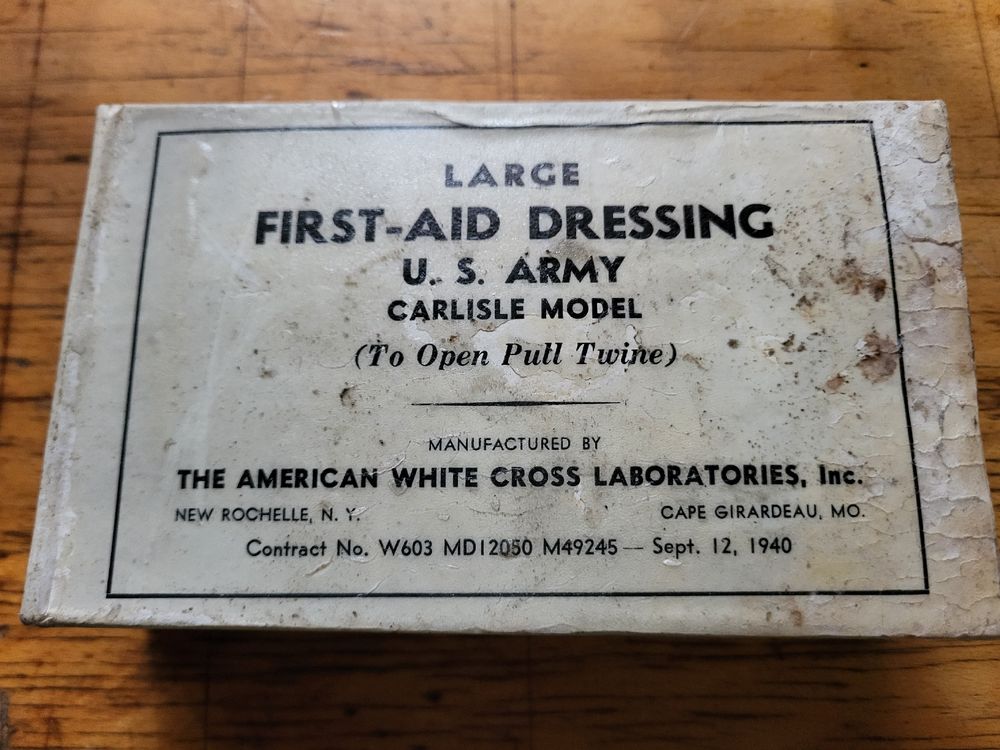 LARGE
FIRST-AID DRESSING
U. S. ARMY
CARLISLE MODEL
(To Open Pull Twine)
MANUFACTURED BY
THE AMERICAN WHITE CROSS LABORATORIES, Inc.
NEW ROCHELLE, N. Y. CAPE GIRARDEAU, MO.
Contract No. W603 MD12050 M49245 — Sept. 12, 1940